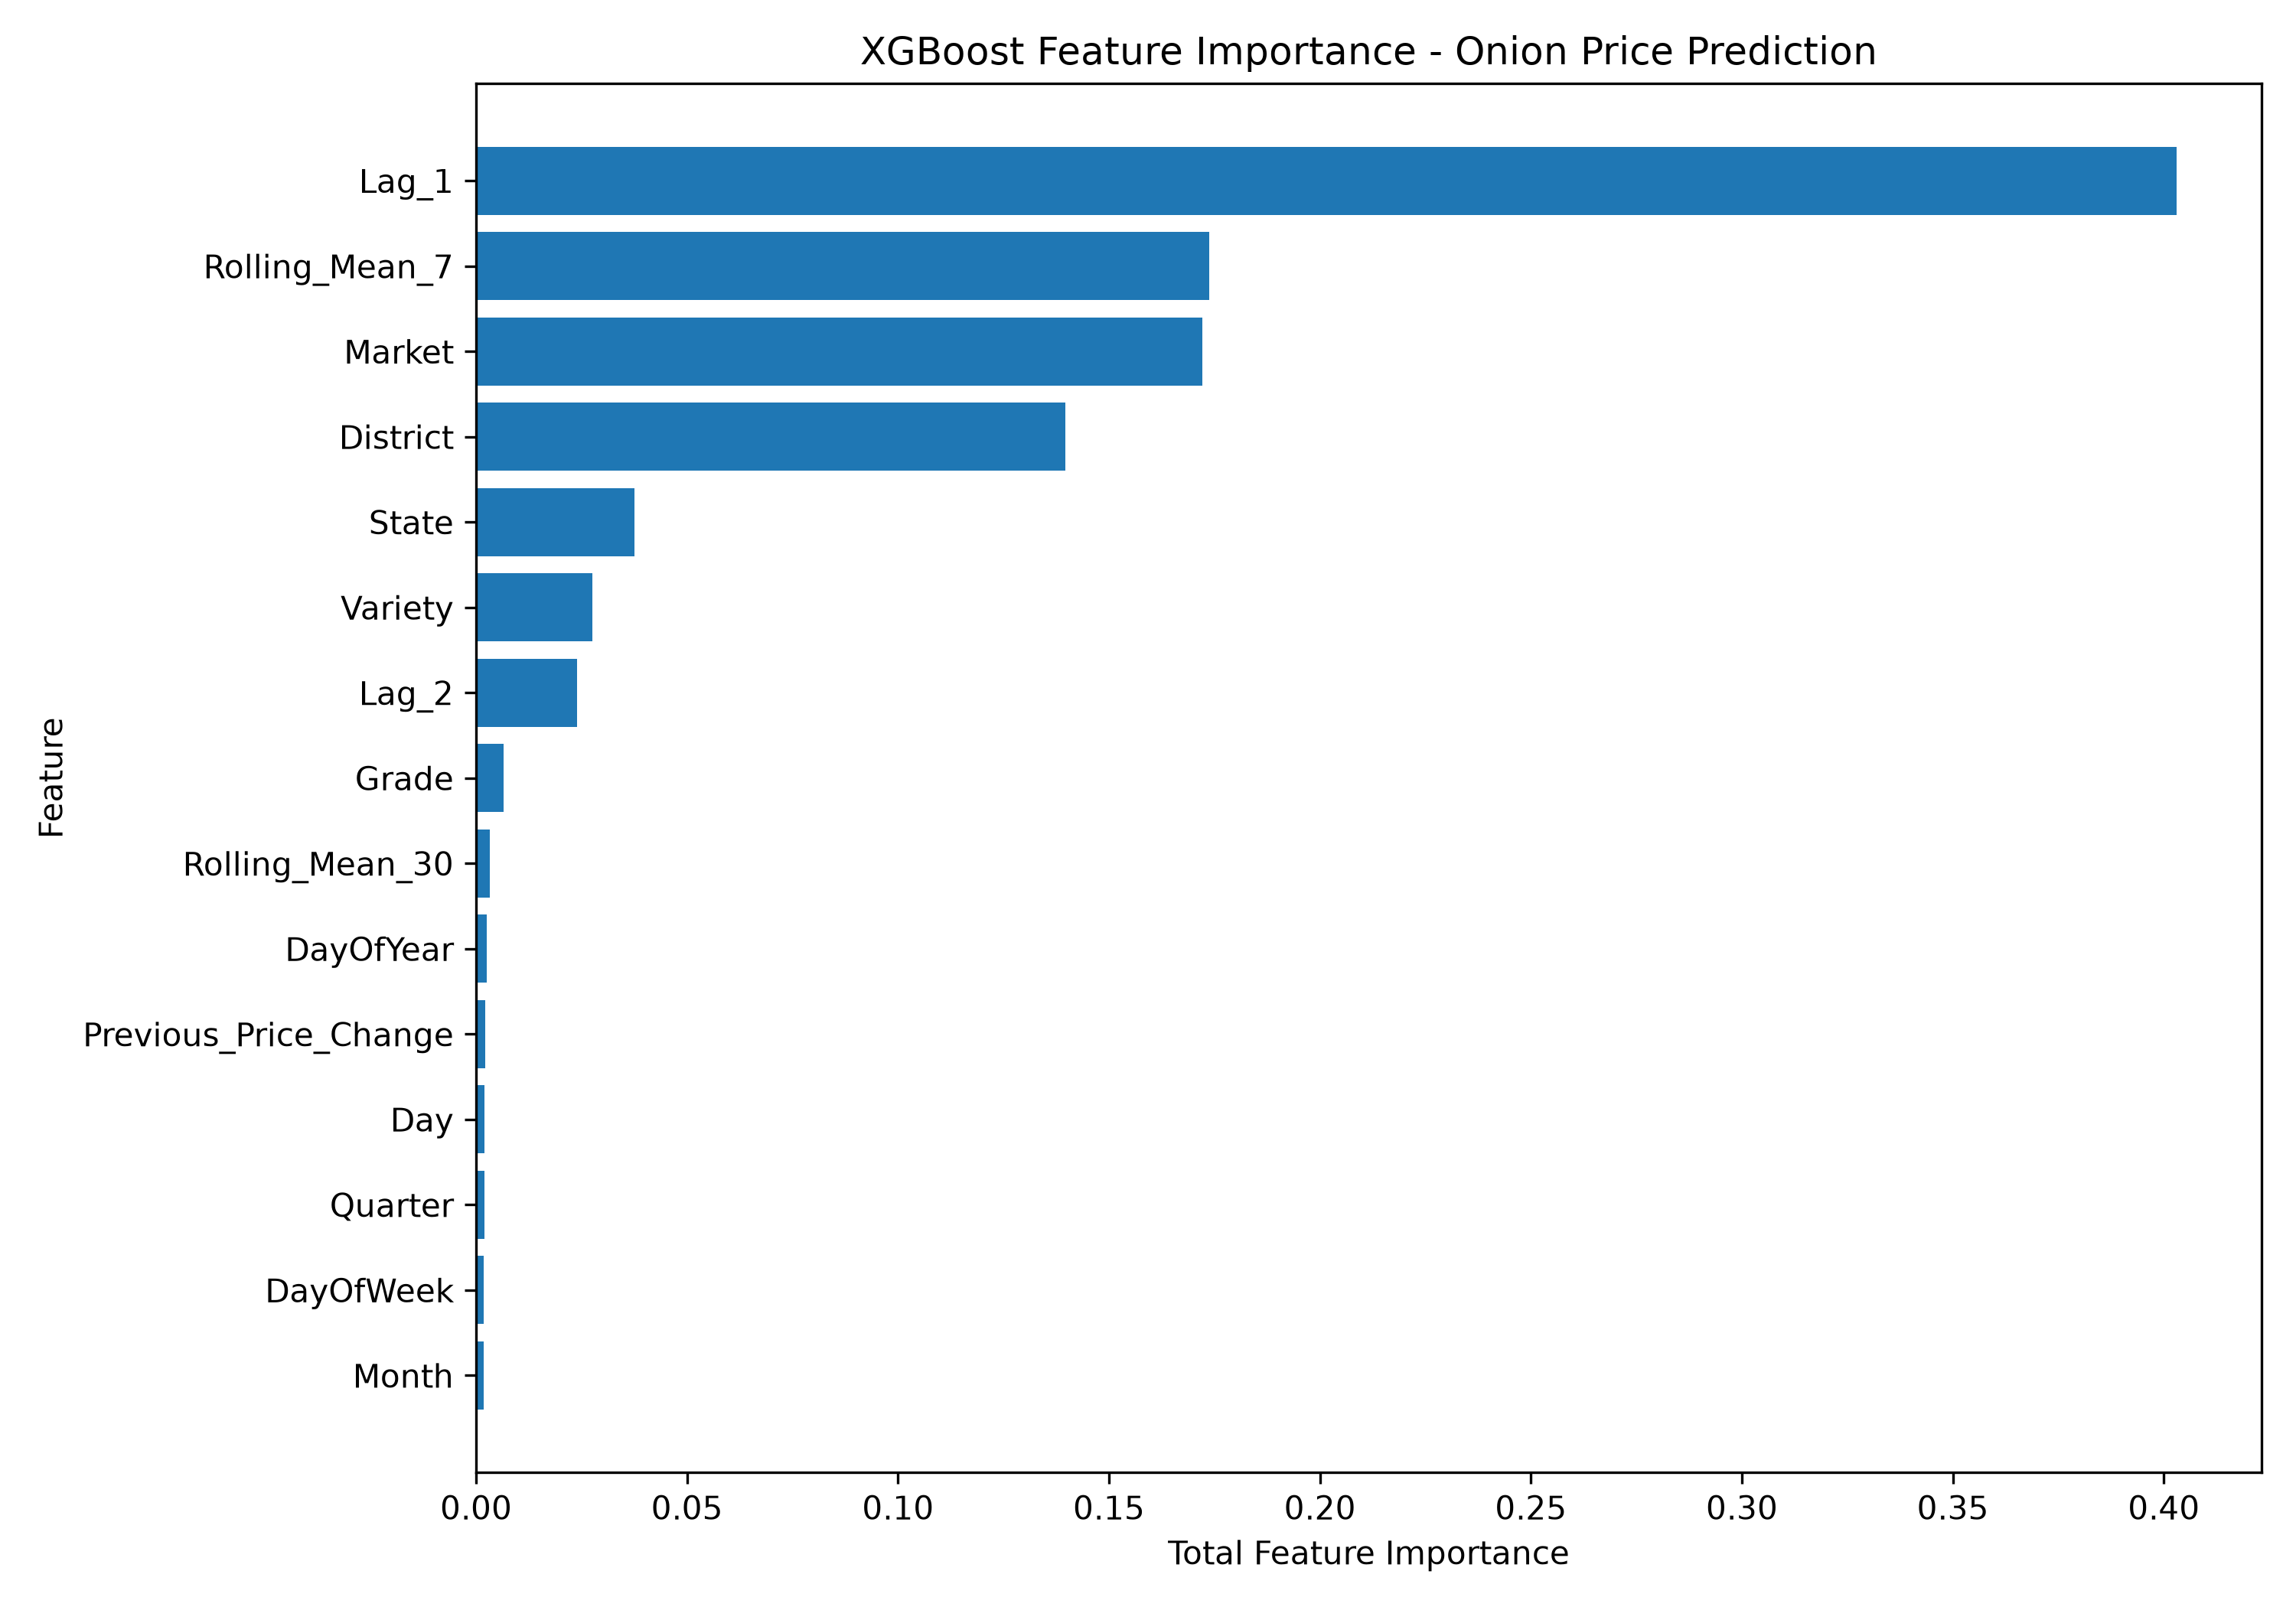 XGBoost Feature Importance - Onion Price Prediction
Feature
Lag_1
Rolling_Mean_7
Market
District
State
Variety
Lag_2
Grade
Rolling_Mean_30
DayOfYear
Previous_Price_Change
Day
Quarter
DayOfWeek
Month
0.00 0.05 0.10 0.15 0.20 0.25 0.30 0.35 0.40
Total Feature Importance